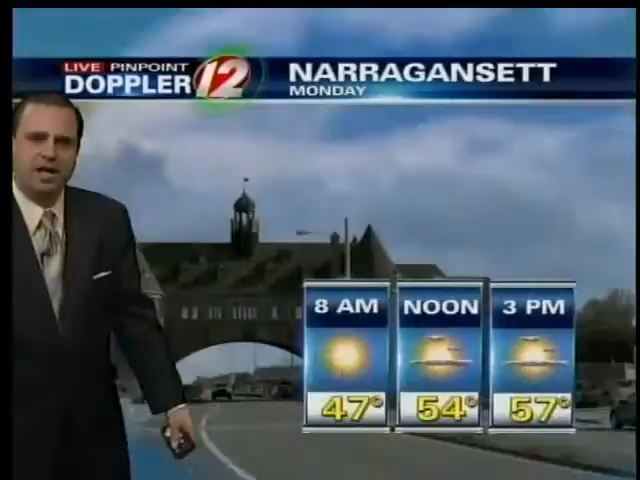 LIVE PINPOINT
DOPPLER 12
NARRAGANSETT
MONDAY
8 AM
NOON
3 PM
47°
54°
57°